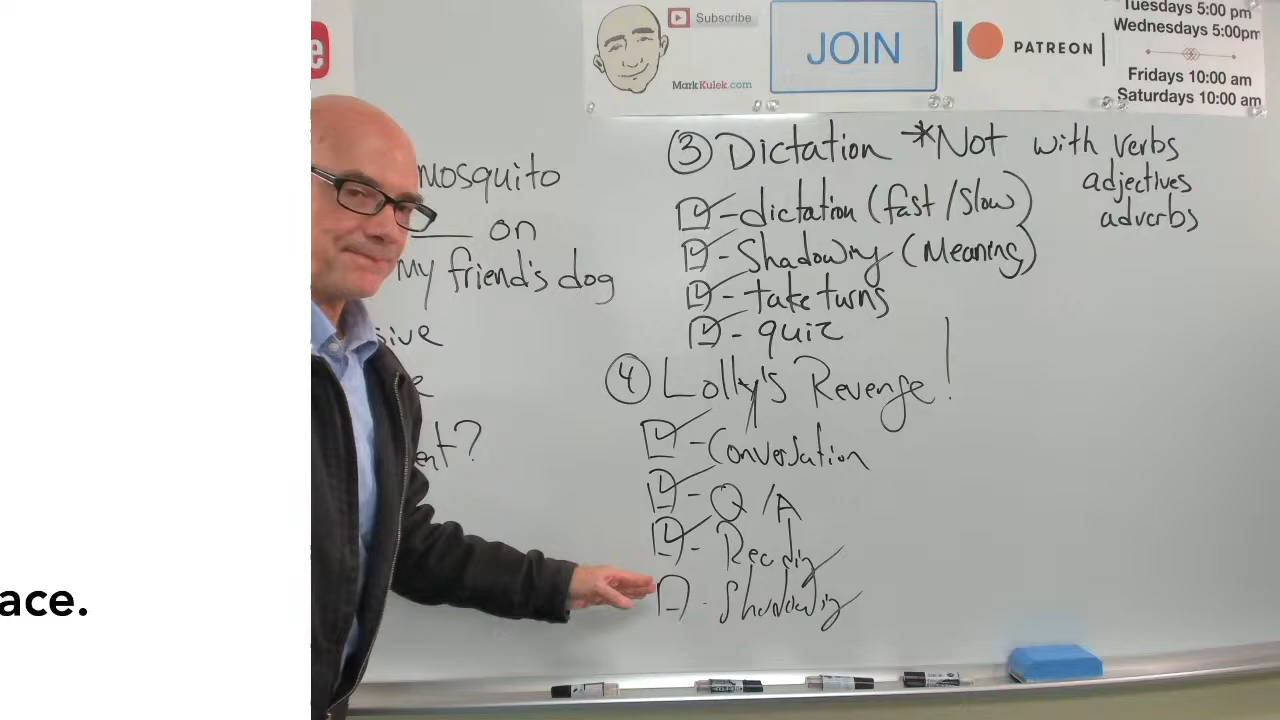 e
Subscribe
MarkKulek.com
JOIN
PATREON
Tuesdays 5:00 pm
Wednesdays 5:00pm
Fridays 10:00 am
Saturdays 10:00 am
mosquito
on
My friend's dog
sive
e
ent?
③ Dictation *Not with verbs
adjectives
adverbs
- dictation (fast / slow)
- Shadowing (Meaning)
- take turns
- quiz
④ Lolly's Revenge!
- Conversation
- Q / A
- Reading
- Shadowing
ace.